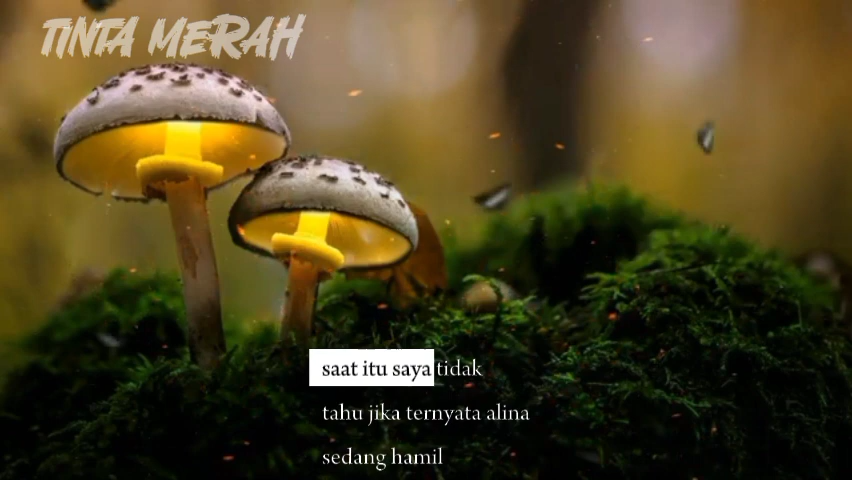 TINTA MERAH
saat itu saya tidak
tahu jika ternyata alina
sedang hamil